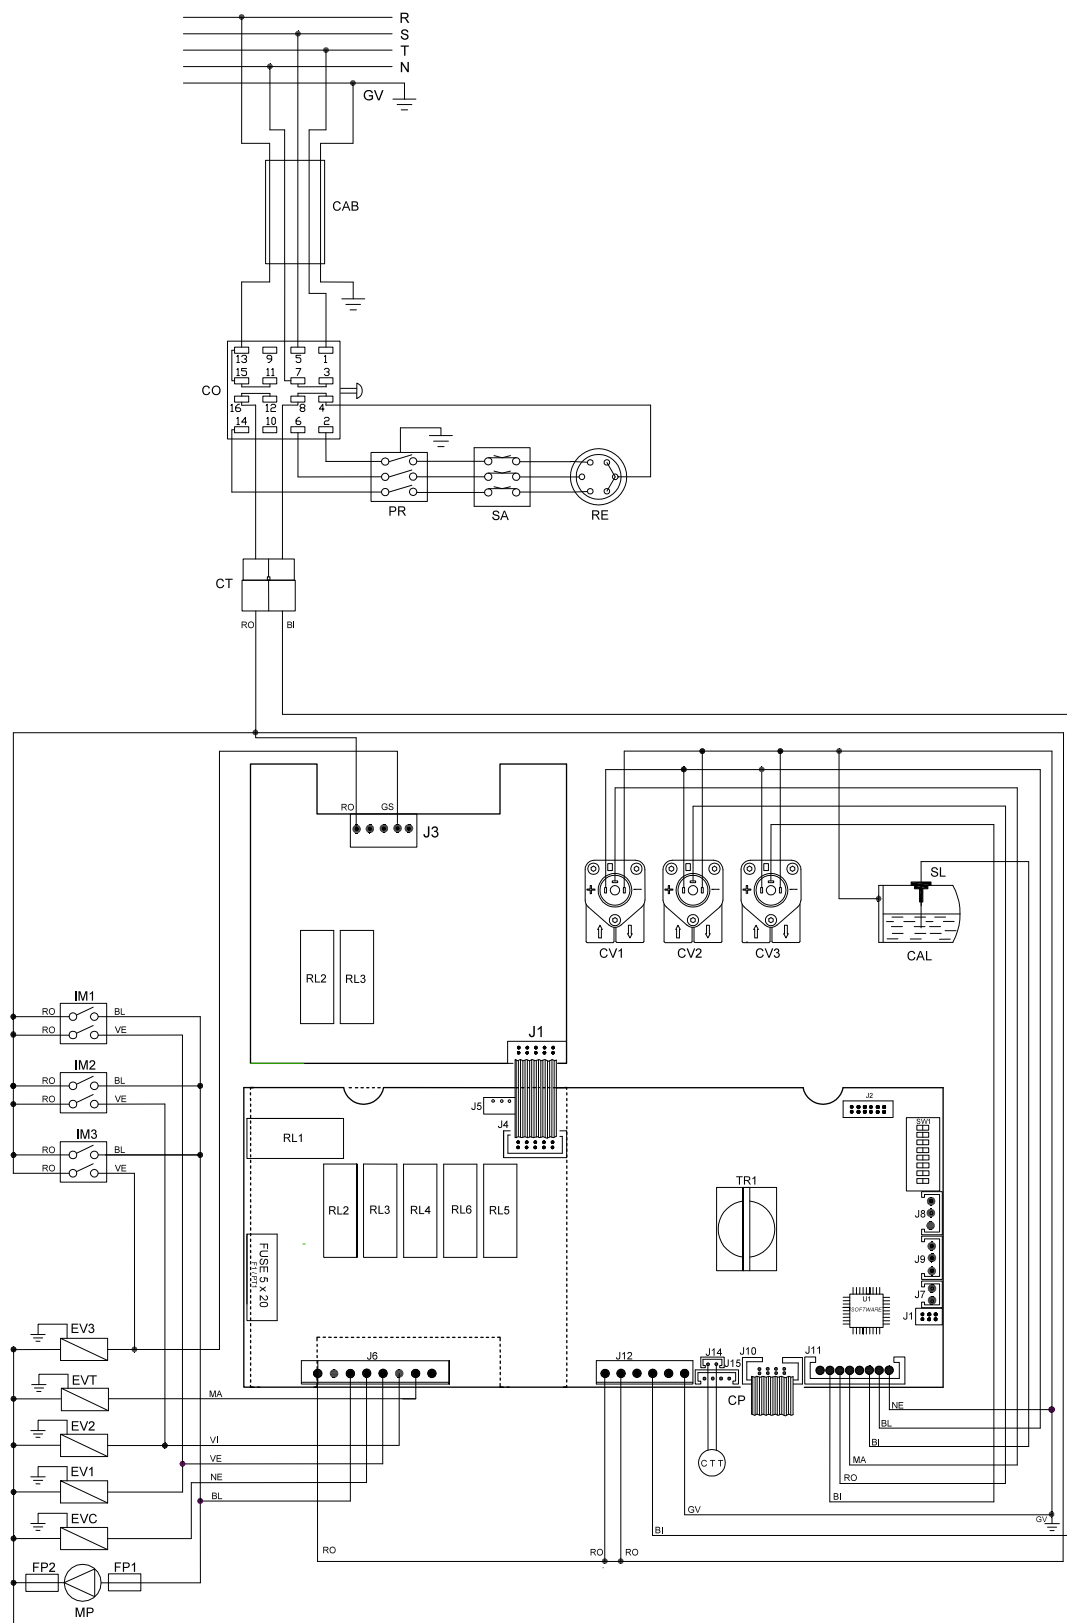 R
S
T
N
GV
CAB
13 9 5 1
15 11 7 3
CO
16 12 8 4
14 10 6 2
PR
SA
RE
CT
RO BI
RO GS
J3
RL2 RL3
CV1
CV2
CV3
SL
CAL
IM1
RO BL
RO VE
IM2
RO BL
RO VE
IM3
RO BL
RO VE
J1
J5
J4
J2
SW1
RL1
RL2 RL3 RL4 RL6 RL5
TR1
J8
J9
J7
J1
FUSE 5 x 20
F1 (PT1
U1
SOFTWARE
EV3
EVT
MA
EV2
VI
EV1
VE
NE
EVC
BL
FP2
FP1
MP
J6
J12
J14
J15
J10
J11
CP
CTT
NE
BL
BI
MA
RO
BI
GV
GV
BI
RO
RO
RO